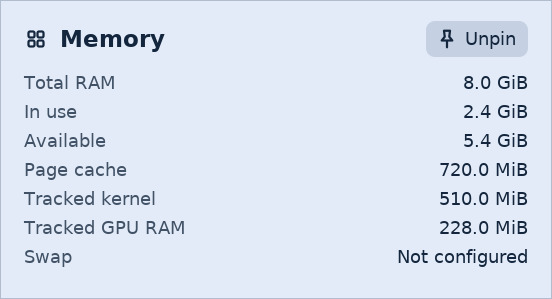 Memory
Unpin
Total RAM 8.0 GiB
In use 2.4 GiB
Available 5.4 GiB
Page cache 720.0 MiB
Tracked kernel 510.0 MiB
Tracked GPU RAM 228.0 MiB
Swap Not configured